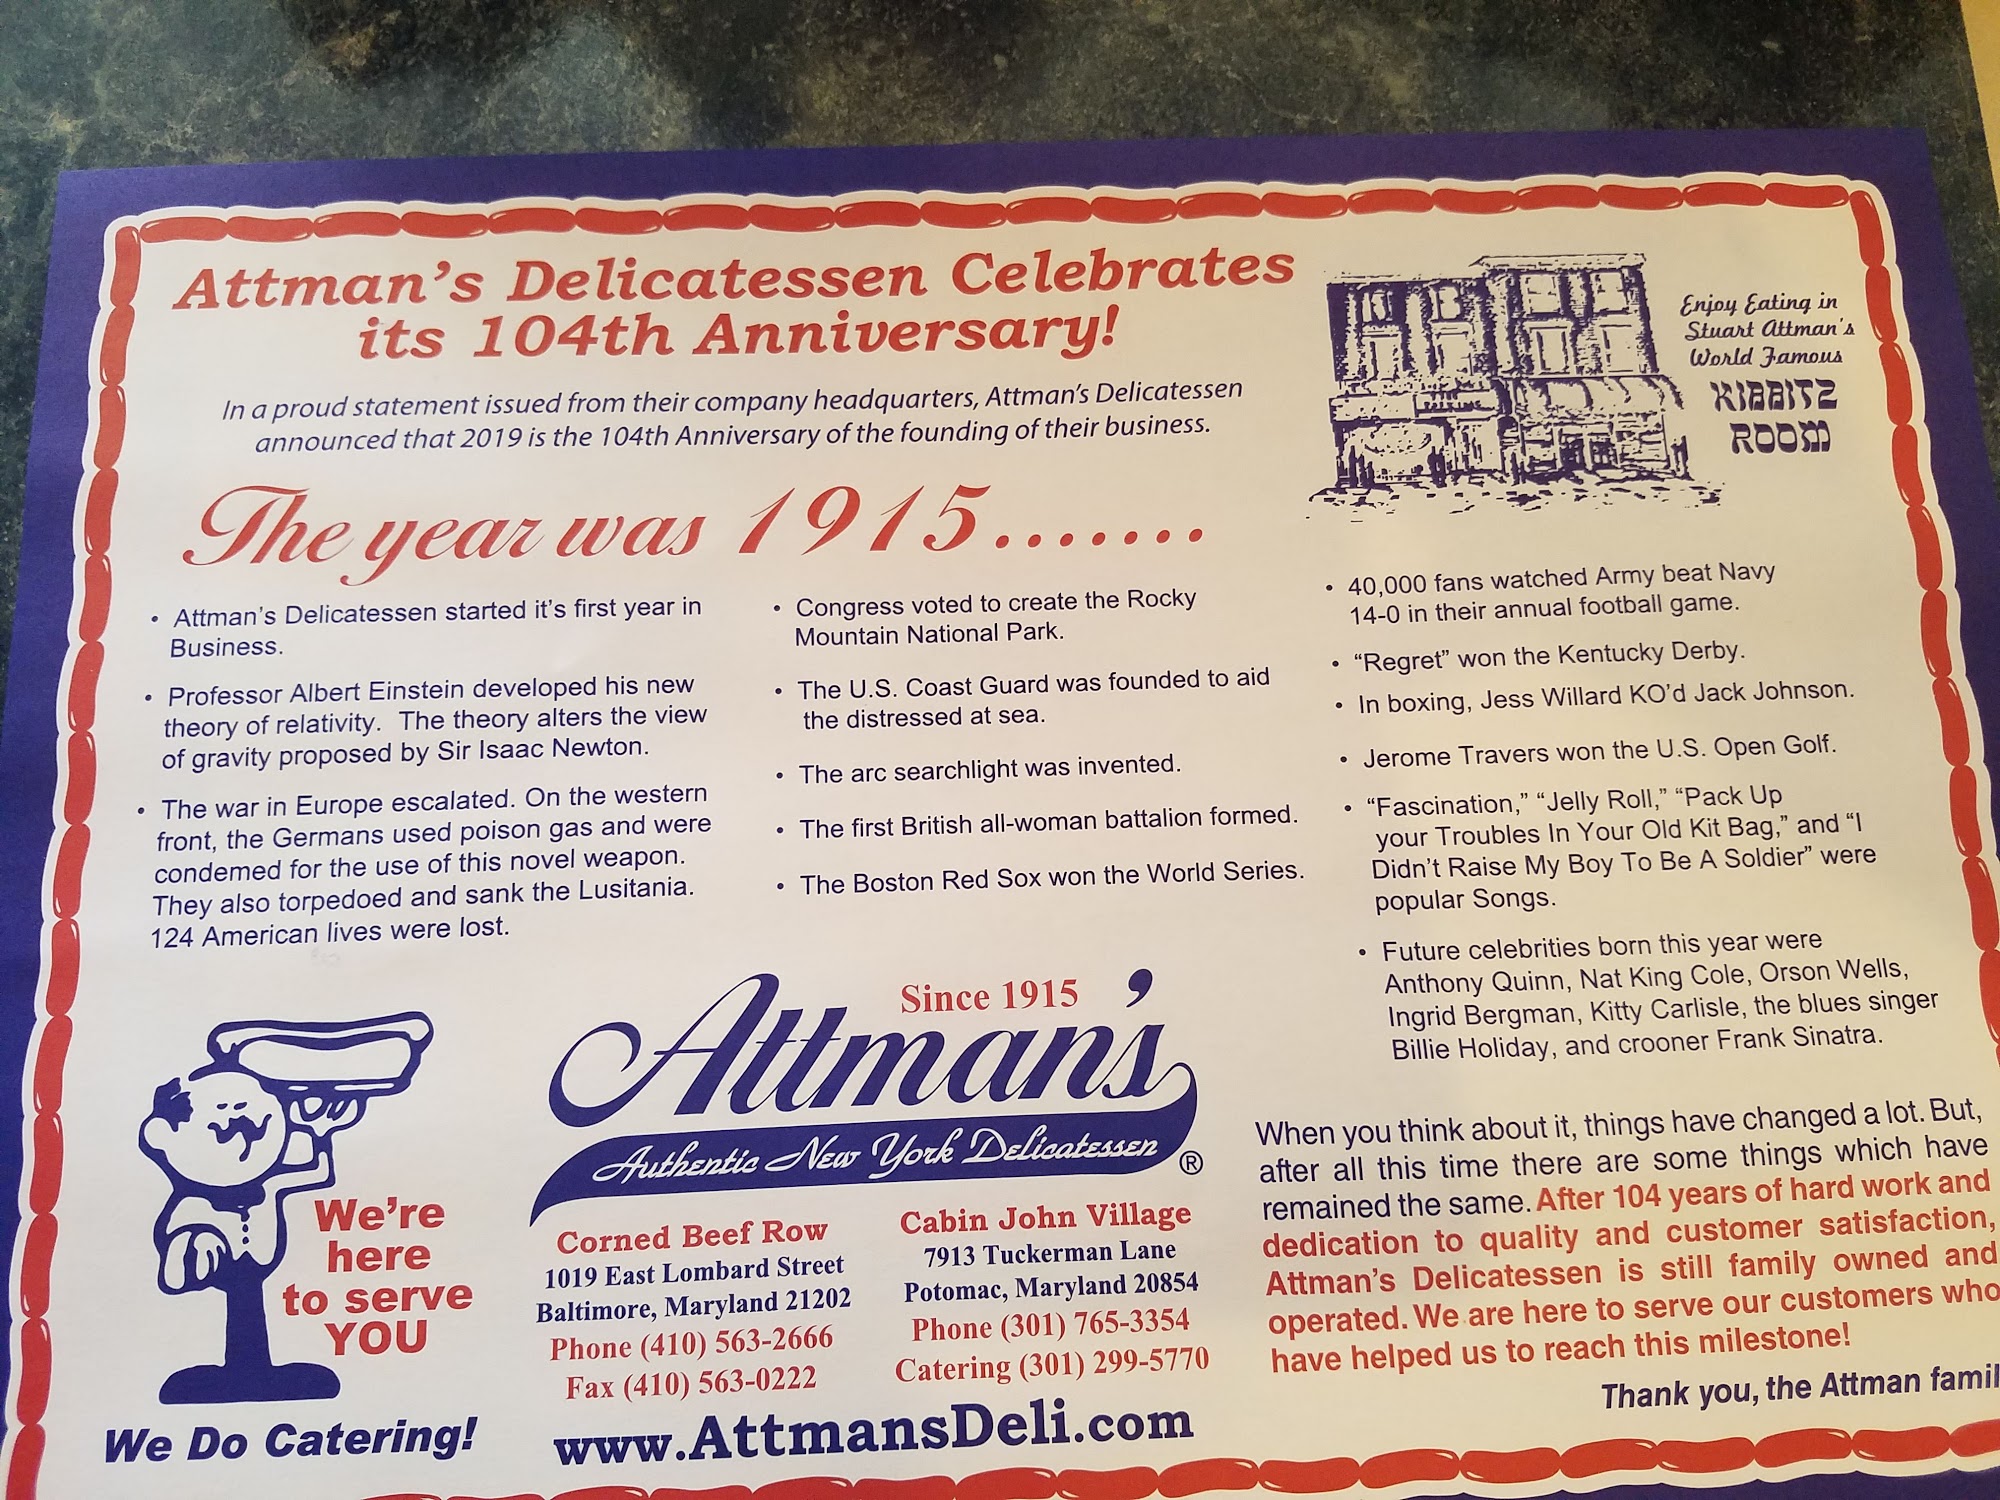 Attman's Delicatessen Celebrates
its 104th Anniversary!
In a proud statement issued from their company headquarters, Attman's Delicatessen
announced that 2019 is the 104th Anniversary of the founding of their business.
Enjoy Eating in
Stuart Attman's
World Famous
KIBBITZ
ROOM
The year was 1915.......
• Attman's Delicatessen started it's first year in
Business.
• Professor Albert Einstein developed his new
theory of relativity. The theory alters the view
of gravity proposed by Sir Isaac Newton.
• The war in Europe escalated. On the western
front, the Germans used poison gas and were
condemed for the use of this novel weapon.
They also torpedoed and sank the Lusitania.
124 American lives were lost.
• Congress voted to create the Rocky
Mountain National Park.
• The U.S. Coast Guard was founded to aid
the distressed at sea.
• The arc searchlight was invented.
• The first British all-woman battalion formed.
• The Boston Red Sox won the World Series.
• 40,000 fans watched Army beat Navy
14-0 in their annual football game.
• "Regret" won the Kentucky Derby.
• In boxing, Jess Willard KO'd Jack Johnson.
• Jerome Travers won the U.S. Open Golf.
• "Fascination," "Jelly Roll," "Pack Up
your Troubles In Your Old Kit Bag," and "I
Didn't Raise My Boy To Be A Soldier" were
popular Songs.
• Future celebrities born this year were
Anthony Quinn, Nat King Cole, Orson Wells,
Ingrid Bergman, Kitty Carlisle, the blues singer
Billie Holiday, and crooner Frank Sinatra.
We're
here
to serve
YOU
We Do Catering!
Since 1915
Attman's
Authentic New York Delicatessen ®
Corned Beef Row
1019 East Lombard Street
Baltimore, Maryland 21202
Phone (410) 563-2666
Fax (410) 563-0222
Cabin John Village
7913 Tuckerman Lane
Potomac, Maryland 20854
Phone (301) 765-3354
Catering (301) 299-5770
www.AttmansDeli.com
When you think about it, things have changed a lot. But,
after all this time there are some things which have
remained the same. After 104 years of hard work and
dedication to quality and customer satisfaction,
Attman's Delicatessen is still family owned and
operated. We are here to serve our customers who
have helped us to reach this milestone!
Thank you, the Attman famil